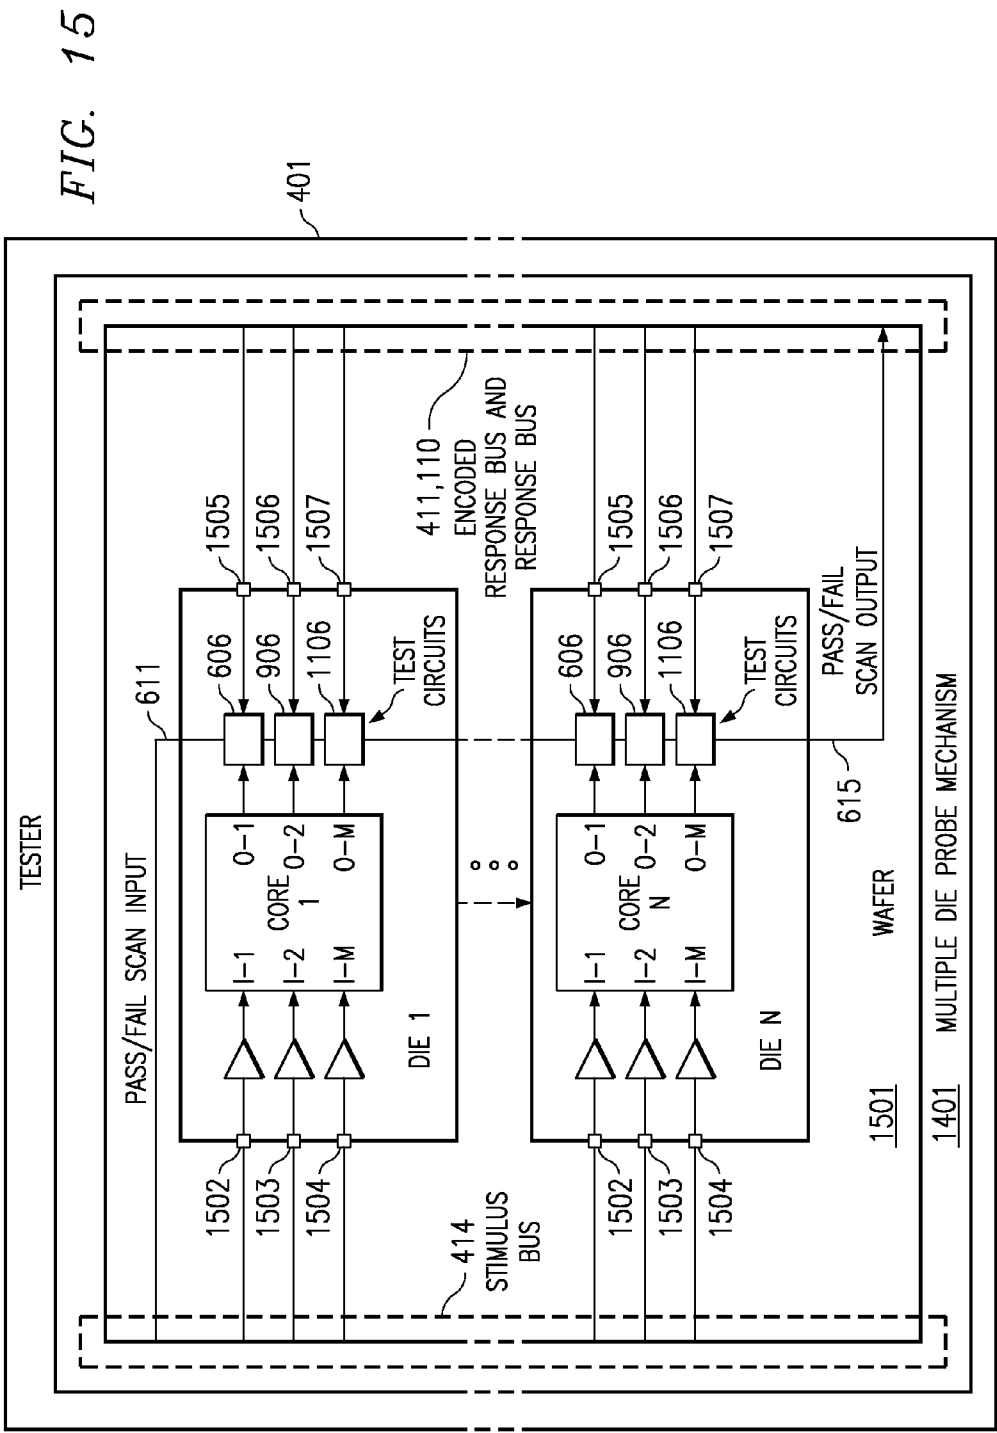 FIG. 15
TESTER
401
PASS/FAIL SCAN INPUT
611
1502
1503
1504
I-1
I-2
I-M
CORE
1
O-1
O-2
O-M
606
906
1106
TEST
CIRCUITS
1505
1506
1507
DIE 1
414
STIMULUS
BUS
411,110
ENCODED
RESPONSE BUS AND
RESPONSE BUS
1502
1503
1504
I-1
I-2
I-M
CORE
N
O-1
O-2
O-M
606
906
1106
TEST
CIRCUITS
1505
1506
1507
DIE N
615
PASS/FAIL
SCAN OUTPUT
1501
WAFER
1401
MULTIPLE DIE PROBE MECHANISM